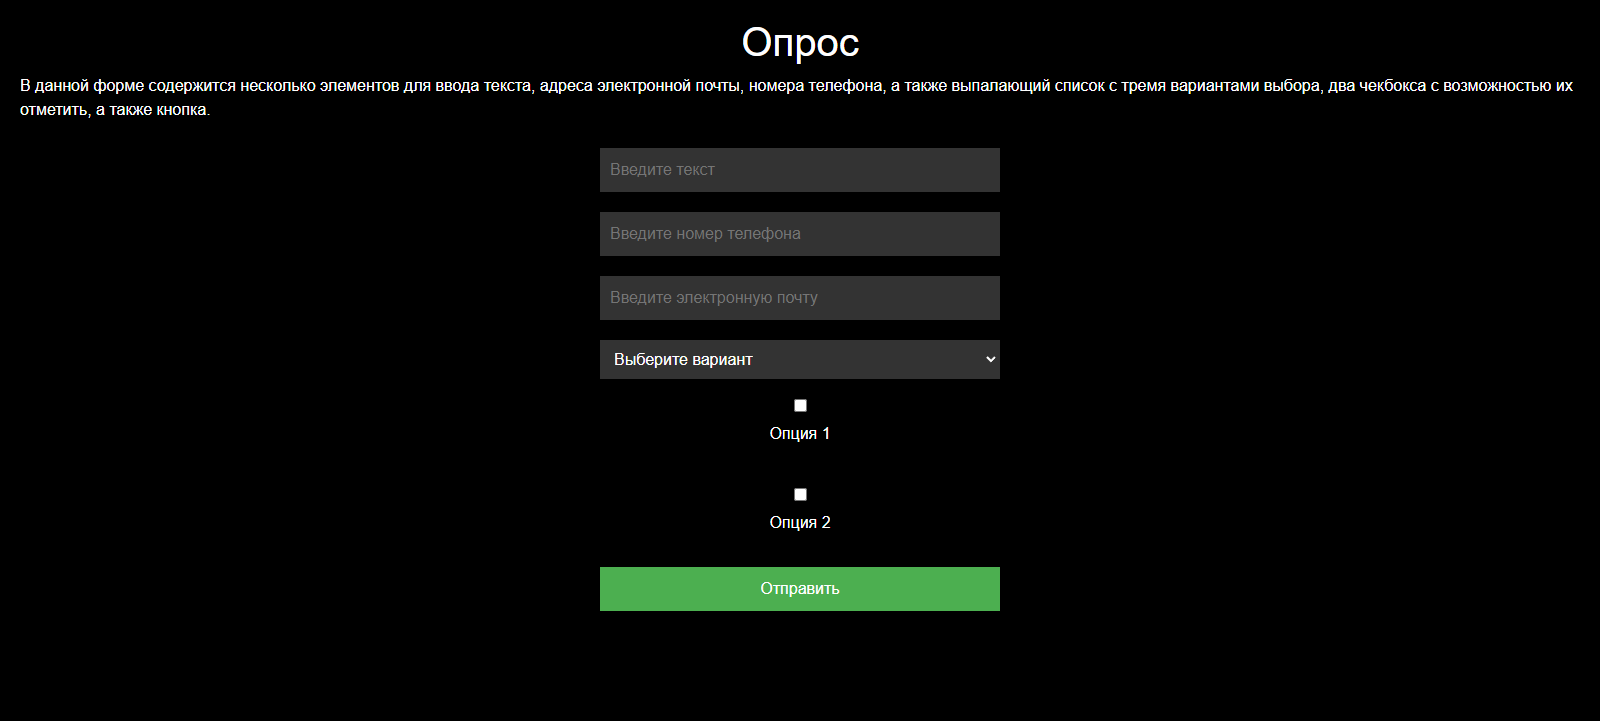 Опрос
В данной форме содержится несколько элементов для ввода текста, адреса электронной почты, номера телефона, а также выпалающий список с тремя вариантами выбора, два чекбокса с возможностью их
отметить, а также кнопка.
Введите текст
Введите номер телефона
Введите электронную почту
Выберите вариант
Опция 1
Опция 2
Отправить